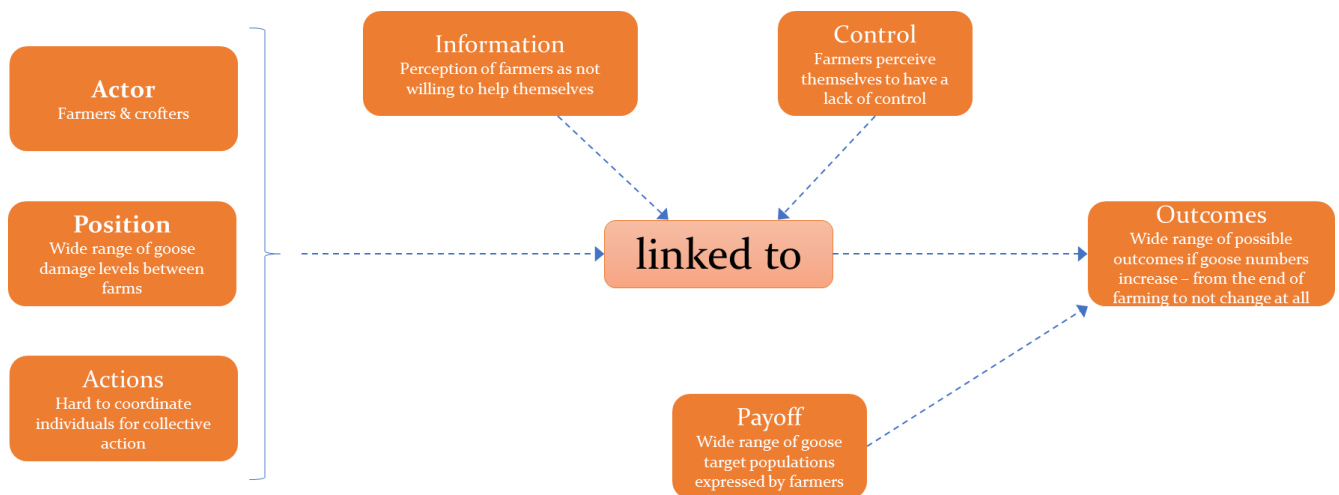 Actor
Farmers & crofters
Position
Wide range of goose
damage levels between
farms
Actions
Hard to coordinate
individuals for collective
action
Information
Perception of farmers as not
willing to help themselves
Control
Farmers perceive
themselves to have a
lack of control
linked to
Outcomes
Wide range of possible
outcomes if goose numbers
increase – from the end of
farming to not change at all
Payoff
Wide range of goose
target populations
expressed by farmers